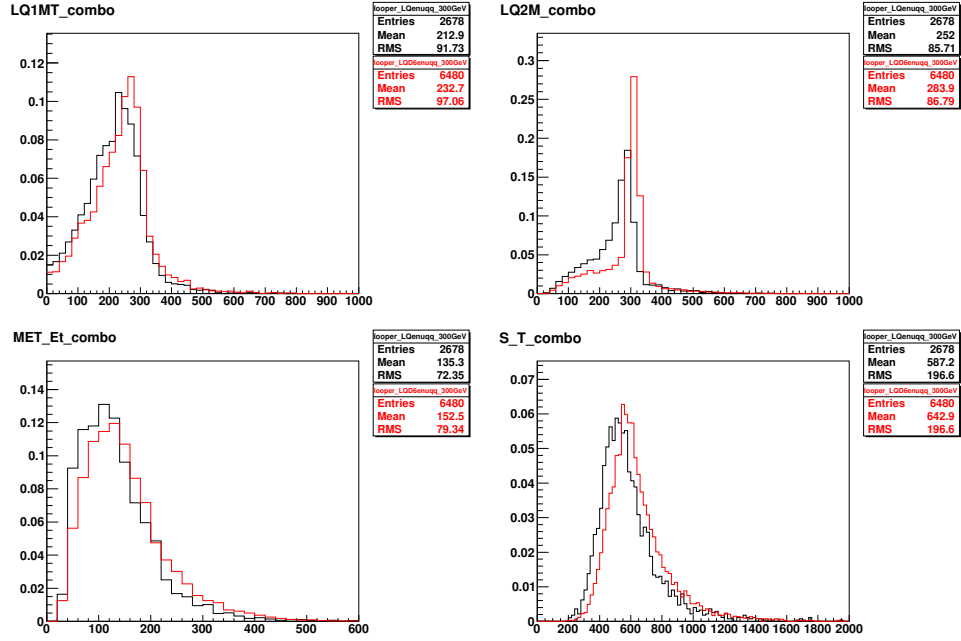 LQ1MT_combo
looper_LQenuqq_300GeV
Entries 2678
Mean 212.9
RMS 91.73
looper_LQD6enuqq_300GeV
Entries 6480
Mean 232.7
RMS 97.06
0.12
0.1
0.08
0.06
0.04
0.02
0
0 100 200 300 400 500 600 700 800 900 1000
LQ2M_combo
looper_LQenuqq_300GeV
Entries 2678
Mean 252
RMS 85.71
looper_LQD6enuqq_300GeV
Entries 6480
Mean 283.9
RMS 86.79
0.3
0.25
0.2
0.15
0.1
0.05
0
0 100 200 300 400 500 600 700 800 900 1000
MET_Et_combo
looper_LQenuqq_300GeV
Entries 2678
Mean 135.3
RMS 72.35
looper_LQD6enuqq_300GeV
Entries 6480
Mean 152.5
RMS 79.34
0.14
0.12
0.1
0.08
0.06
0.04
0.02
0
0 100 200 300 400 500 600
S_T_combo
looper_LQenuqq_300GeV
Entries 2678
Mean 587.2
RMS 196.6
looper_LQD6enuqq_300GeV
Entries 6480
Mean 642.9
RMS 196.6
0.07
0.06
0.05
0.04
0.03
0.02
0.01
0
0 200 400 600 800 1000 1200 1400 1600 1800 2000